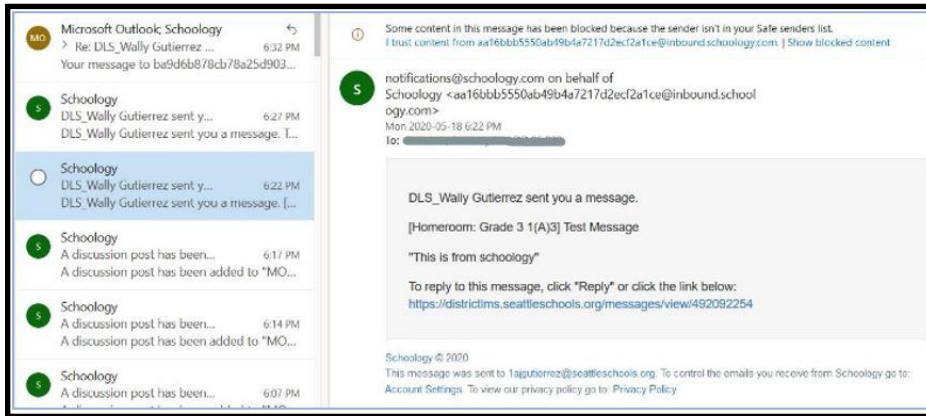 MO
Microsoft Outlook; Schoology
> Re: DLS_Wally Gutierrez ... 6:32 PM
Your message to ba9d6b878cb78a25d903...
S
Schoology
DLS_Wally Gutierrez sent y... 6:27 PM
DLS_Wally Gutierrez sent you a message. T...
Schoology
DLS_Wally Gutierrez sent y... 6:22 PM
DLS_Wally Gutierrez sent you a message. [...
S
Schoology
A discussion post has been... 6:17 PM
A discussion post has been added to "MO...
S
Schoology
A discussion post has been... 6:14 PM
A discussion post has been added to "MO...
S
Schoology
A discussion post has been... 6:07 PM
A discussion post has been added to "MO...
Some content in this message has been blocked because the sender isn't in your Safe senders list.
I trust content from aa16bbb5550ab49b4a7217d2ecf2a1ce@inbound.schoology.com. | Show blocked content
S
notifications@schoology.com on behalf of
Schoology <aa16bbb5550ab49b4a7217d2ecf2a1ce@inbound.school
ogy.com>
Mon 2020-05-18 6:22 PM
To:
DLS_Wally Gutierrez sent you a message.
[Homeroom: Grade 3 1(A)3] Test Message
"This is from schoology"
To reply to this message, click "Reply" or click the link below:
https://districtlms.seattleschools.org/messages/view/492092254
Schoology © 2020
This message was sent to 1ajgutierrez@seattleschools.org. To control the emails you receive from Schoology go to:
Account Settings. To view our privacy policy go to: Privacy Policy